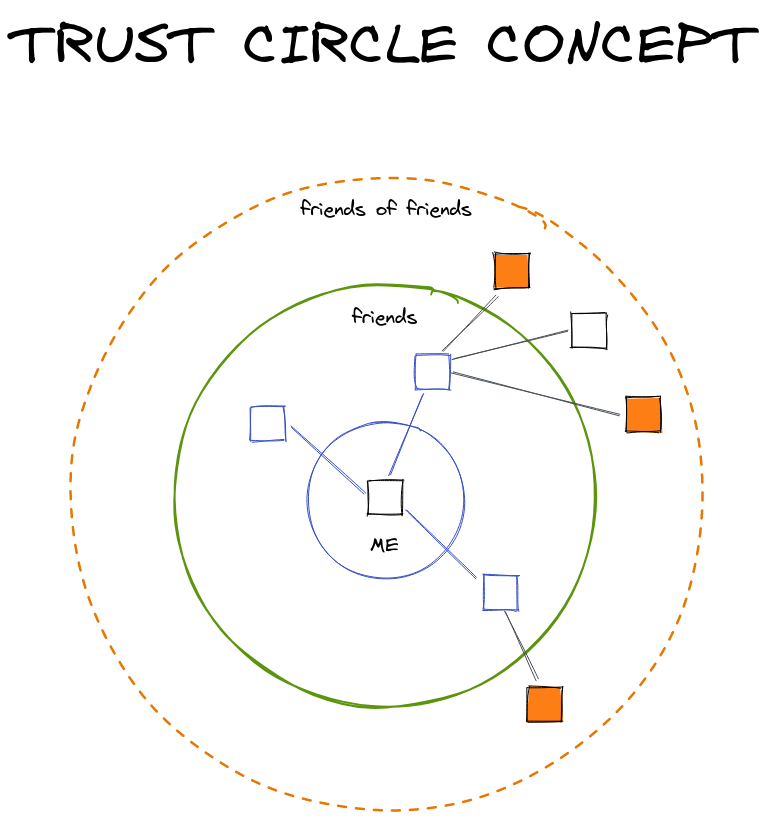 TRUST CIRCLE CONCEPT
friends of friends
friends
ME